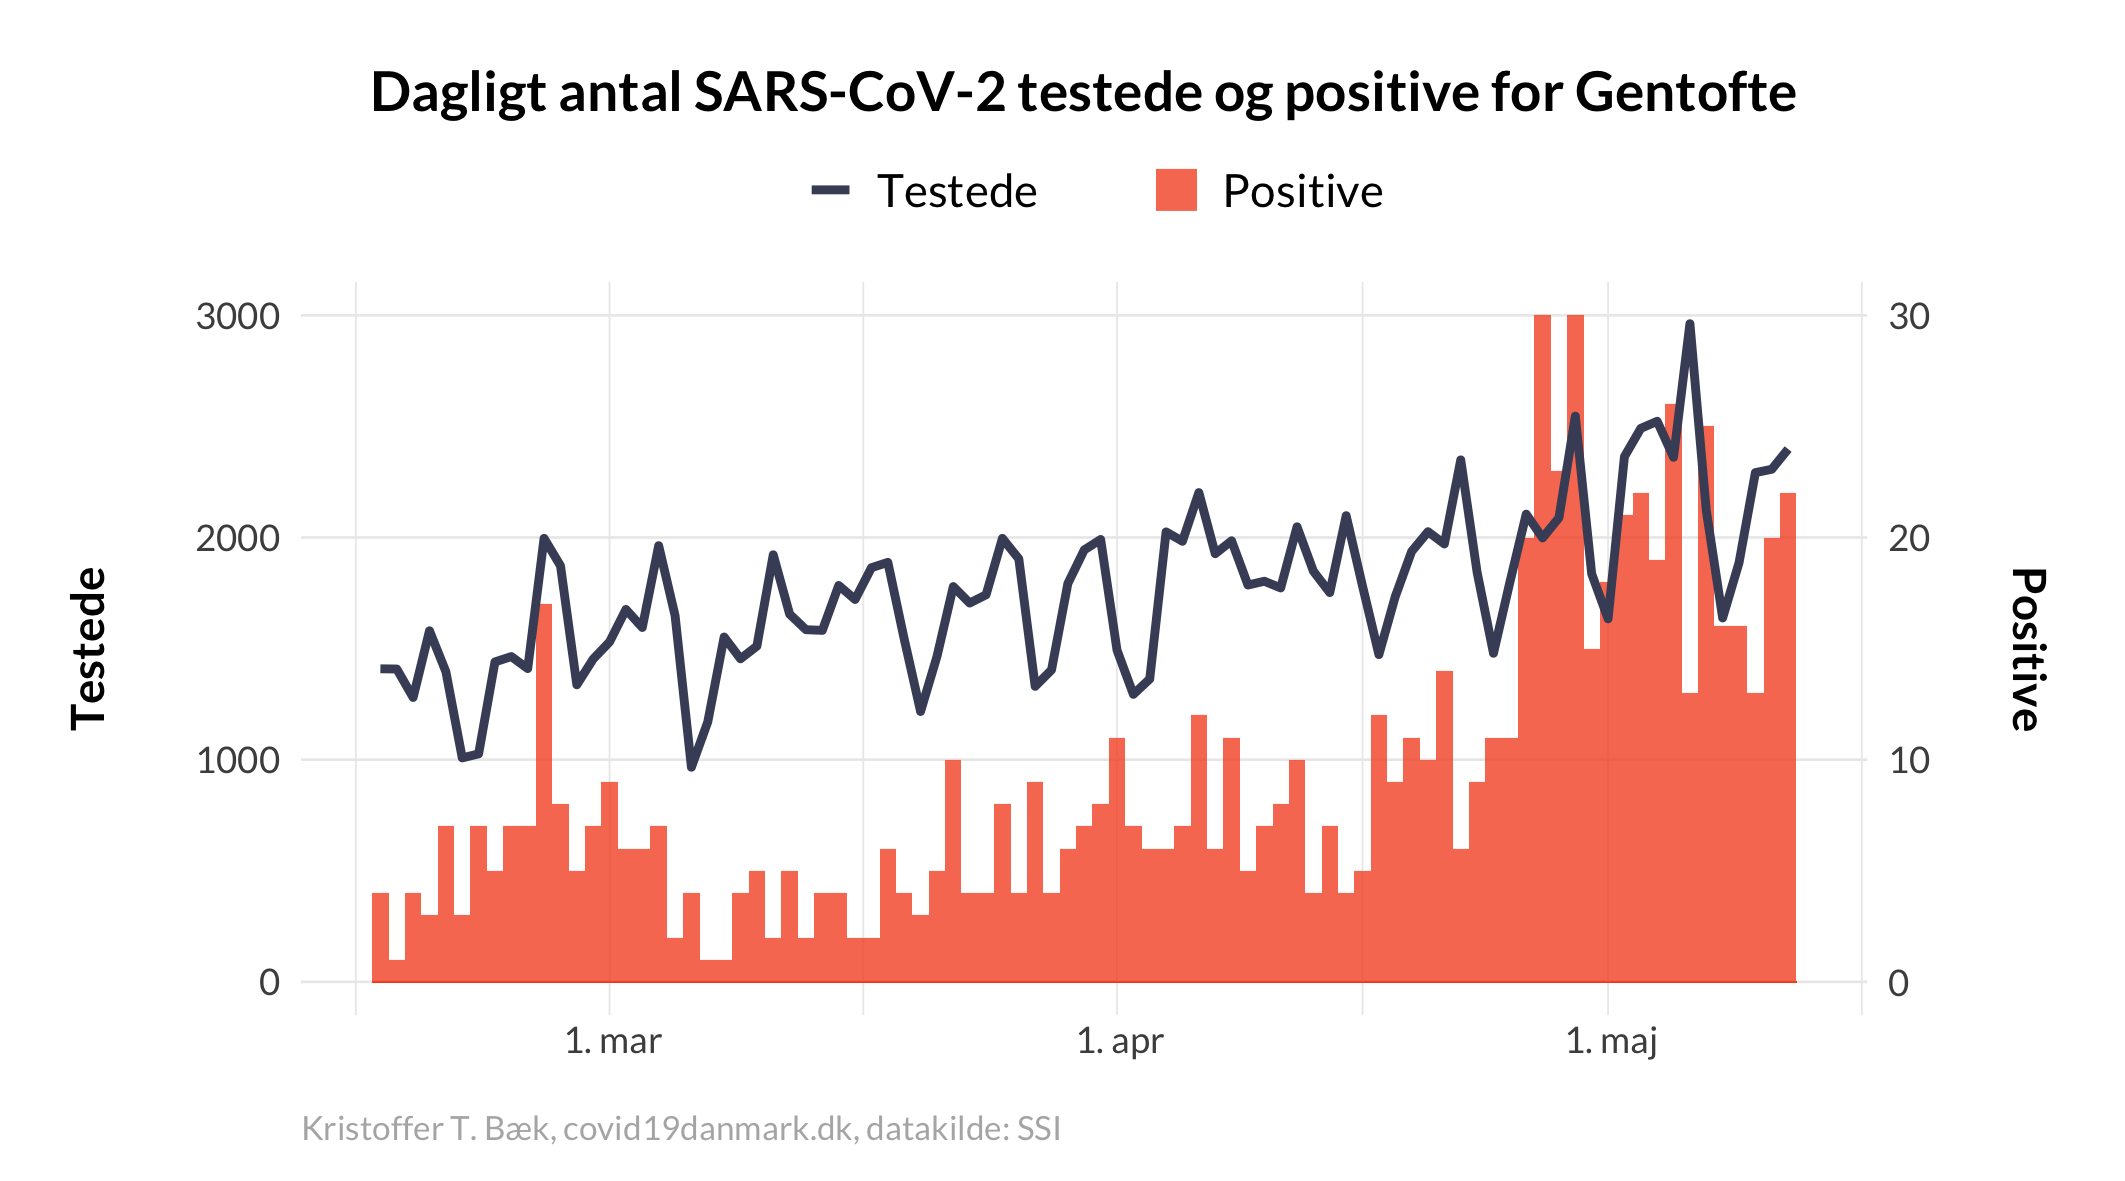 Dagligt antal SARS-CoV-2 testede og positive for Gentofte
Testede
Positive
3000
2000
1000
0
Testede
30
20
10
0
Positive
1. mar
1. apr
1. maj
Kristoffer T. Bæk, covid19danmark.dk, datakilde: SSI